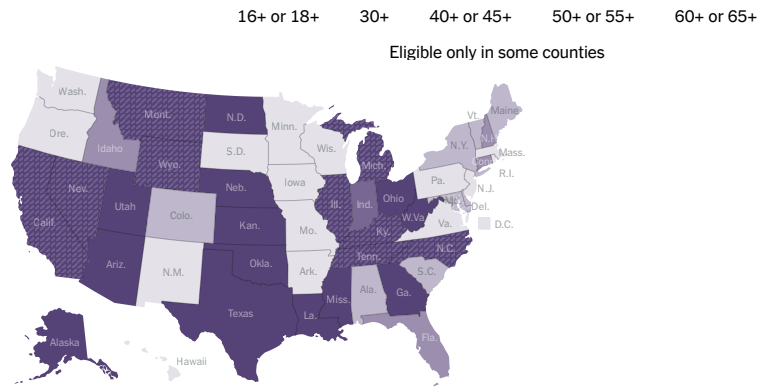 16+ or 18+ 30+ 40+ or 45+ 50+ or 55+ 60+ or 65+
Eligible only in some counties
Wash.
Mont.
N.D.
Minn.
Vt.
Maine
Ore.
Idaho
Wyo.
S.D.
Wis.
Mich.
N.Y.
N.H.
Mass.
Conn.
R.I.
Nev.
Neb.
Iowa
Pa.
N.J.
Calif.
Utah
Colo.
Kan.
Mo.
Ill.
Ind.
Ohio
W.Va.
Md.
Del.
Va.
D.C.
Ky.
Ariz.
N.M.
Okla.
Ark.
Tenn.
N.C.
S.C.
Texas
La.
Miss.
Ala.
Ga.
Fla.
Alaska
Hawaii